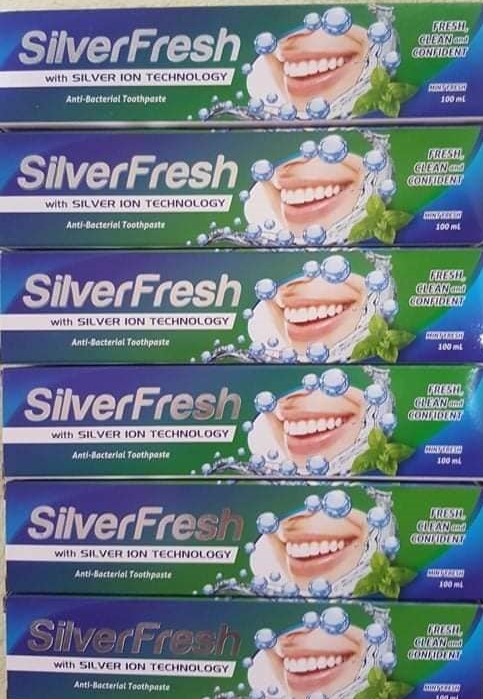 SilverFresh
with SILVER ION TECHNOLOGY
Anti-Bacterial Toothpaste
FRESH,
CLEAN and
CONFIDENT
MINT FRESH
100 mL
SilverFresh
with SILVER ION TECHNOLOGY
Anti-Bacterial Toothpaste
FRESH,
CLEAN and
CONFIDENT
MINT FRESH
100 mL
SilverFresh
with SILVER ION TECHNOLOGY
Anti-Bacterial Toothpaste
FRESH,
CLEAN and
CONFIDENT
MINT FRESH
100 mL
SilverFresh
with SILVER ION TECHNOLOGY
Anti-Bacterial Toothpaste
FRESH,
CLEAN and
CONFIDENT
MINT FRESH
100 mL
SilverFresh
with SILVER ION TECHNOLOGY
Anti-Bacterial Toothpaste
FRESH,
CLEAN and
CONFIDENT
MINT FRESH
100 mL
SilverFresh
with SILVER ION TECHNOLOGY
Anti-Bacterial Toothpaste
FRESH,
CLEAN and
CONFIDENT
MINT FRESH
100 mL